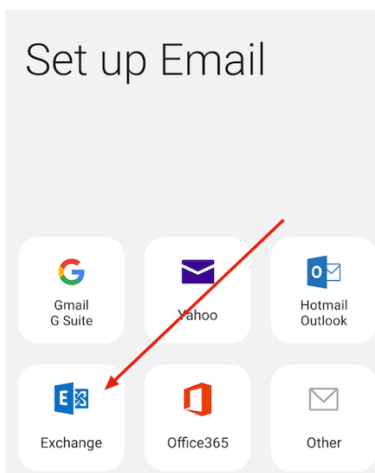 Set up Email
Gmail
G Suite
Yahoo
Hotmail
Outlook
Exchange
Office365
Other